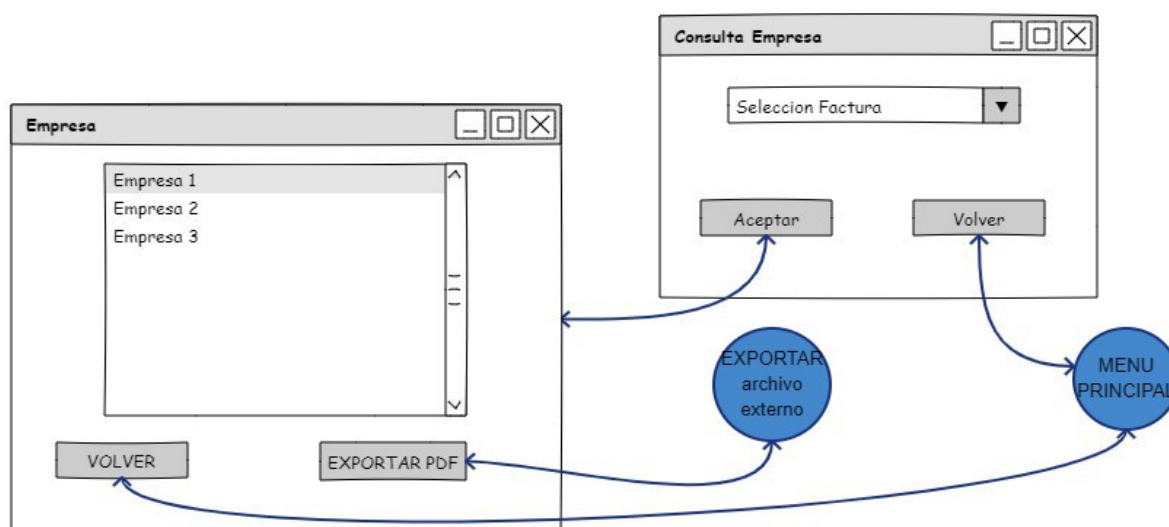 Consulta Empresa
Seleccion Factura
Aceptar
Volver
Empresa
Empresa 1
Empresa 2
Empresa 3
VOLVER
EXPORTAR PDF
EXPORTAR
archivo
externo
MENU
PRINCIPAL